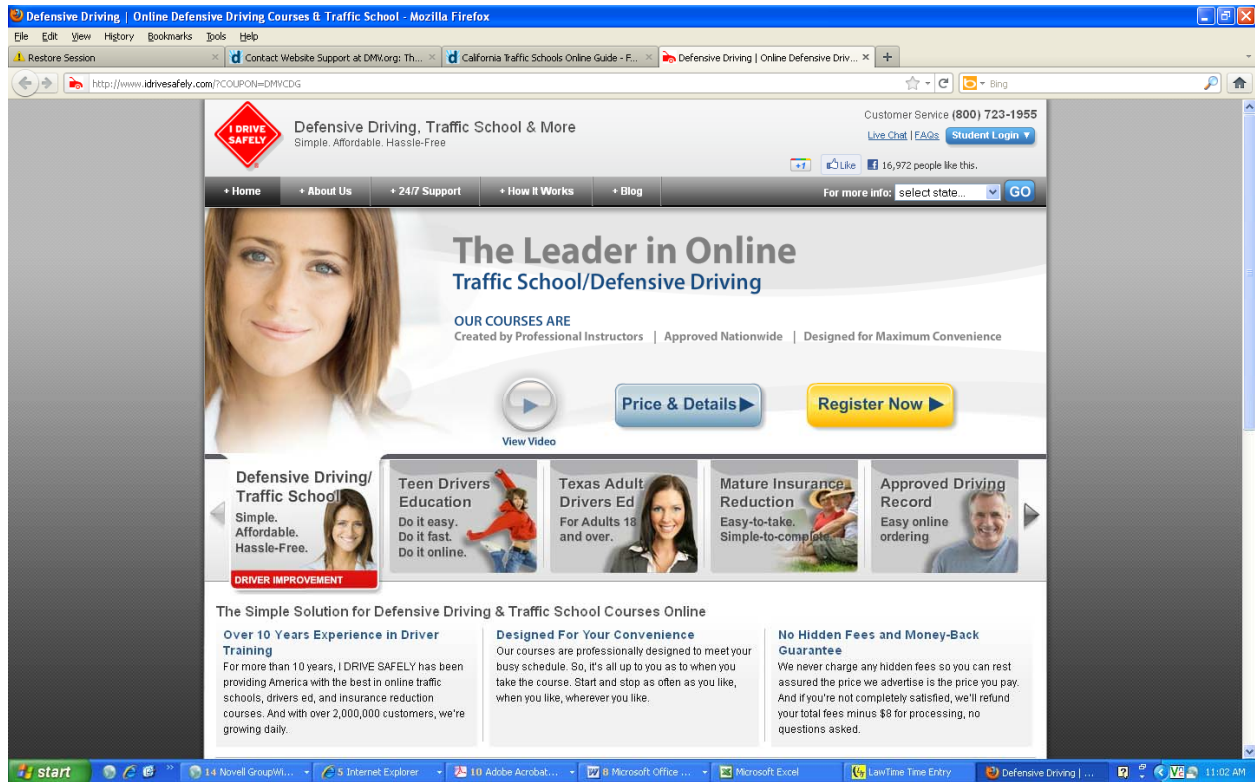 Defensive Driving | Online Defensive Driving Courses & Traffic School - Mozilla Firefox
File Edit View History Bookmarks Tools Help
Restore Session
Contact Website Support at DMV.org: Th...
California Traffic Schools Online Guide - F...
Defensive Driving | Online Defensive Driv...
http://www.idrivesafely.com/?COUPON=DMVCDG
Bing
I DRIVE
SAFELY
Defensive Driving, Traffic School & More
Simple. Affordable. Hassle-Free
Customer Service (800) 723-1955
Live Chat | FAQs Student Login
+1 Like 16,972 people like this.
+ Home + About Us + 24/7 Support + How It Works + Blog
For more info: select state... GO
The Leader in Online
Traffic School/Defensive Driving
OUR COURSES ARE
Created by Professional Instructors | Approved Nationwide | Designed for Maximum Convenience
View Video
Price & Details
Register Now
Defensive Driving/
Traffic School
Simple.
Affordable.
Hassle-Free.
DRIVER IMPROVEMENT
Teen Drivers
Education
Do it easy.
Do it fast.
Do it online.
Texas Adult
Drivers Ed
For Adults 18
and over.
Mature Insurance
Reduction
Easy-to-take.
Simple-to-complete.
Approved Driving
Record
Easy online
ordering
The Simple Solution for Defensive Driving & Traffic School Courses Online
Over 10 Years Experience in Driver
Training
For more than 10 years, I DRIVE SAFELY has been
providing America with the best in online traffic
schools, drivers ed, and insurance reduction
courses. And with over 2,000,000 customers, we're
growing daily.
Designed For Your Convenience
Our courses are professionally designed to meet your
busy schedule. So, it's all up to you as to when you
take the course. Start and stop as often as you like,
when you like, wherever you like.
No Hidden Fees and Money-Back
Guarantee
We never charge any hidden fees so you can rest
assured the price we advertise is the price you pay.
And if you're not completely satisfied, we'll refund
your total fees minus $8 for processing, no
questions asked.
start
14 Novell GroupWi...
5 Internet Explorer
10 Adobe Acrobat...
8 Microsoft Office ...
Microsoft Excel
LawTime Time Entry
Defensive Driving | ...
11:02 AM